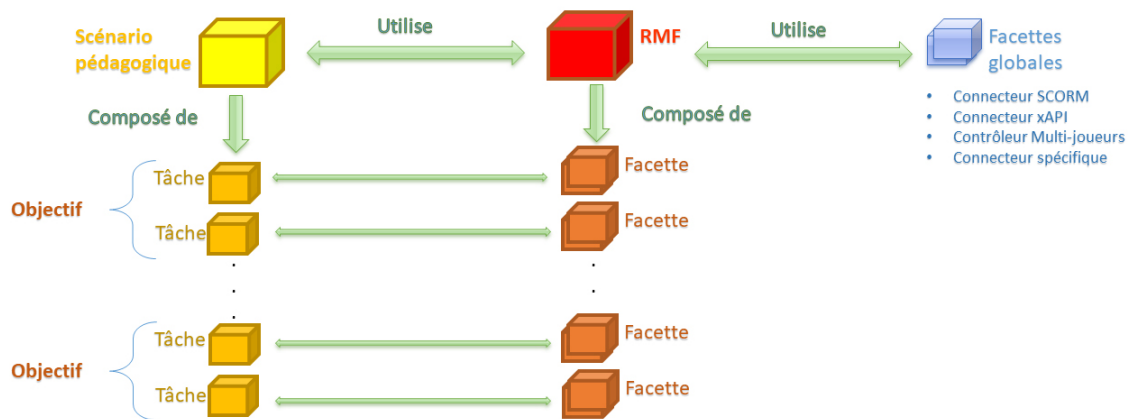 Scénario
pédagogique
Utilise
RMF
Utilise
Facettes
globales
• Connecteur SCORM
• Connecteur xAPI
• Contrôleur Multi-joueurs
• Connecteur spécifique
Composé de
Composé de
Objectif
Tâche
Facette
Tâche
Facette
Objectif
Tâche
Facette
Tâche
Facette